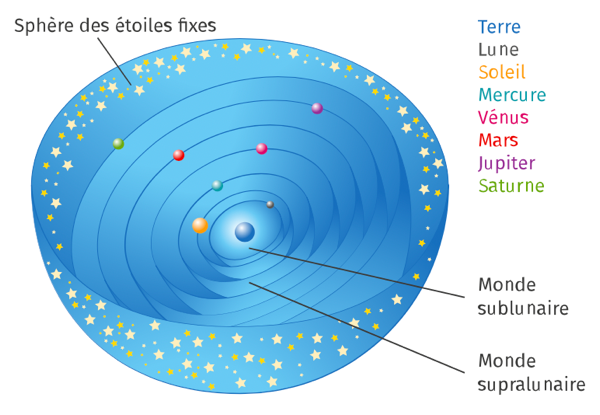 Sphère des étoiles fixes
Terre
Lune
Soleil
Mercure
Vénus
Mars
Jupiter
Saturne
Monde
sublunaire
Monde
supralunaire